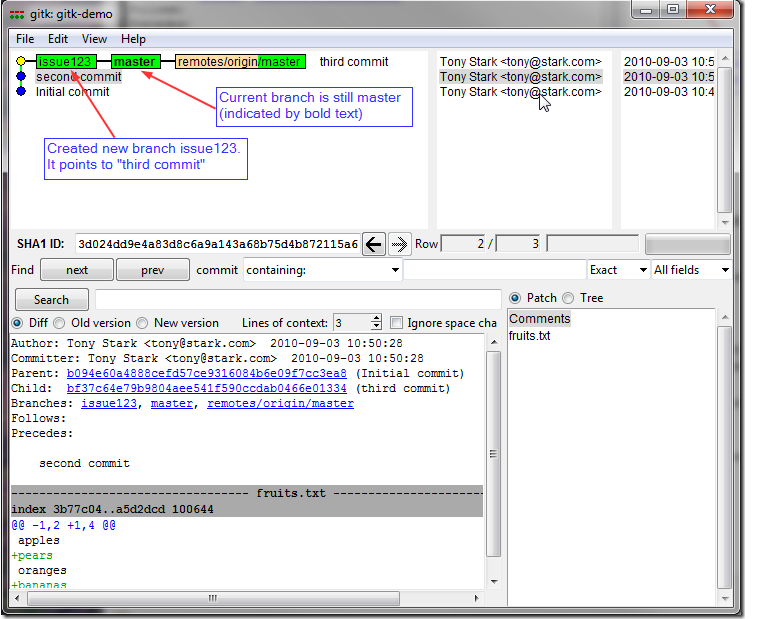 gitk: gitk-demo
File Edit View Help
issue123 master remotes/origin/master third commit Tony Stark <tony@stark.com> 2010-09-03 10:5
second commit Tony Stark <tony@stark.com> 2010-09-03 10:5
Initial commit Tony Stark <tony@stark.com> 2010-09-03 10:4
Current branch is still master
(indicated by bold text)
Created new branch issue123.
It points to "third commit"
SHA1 ID: 3d024dd9e4a83d8c6a9a143a68b75d4b872115a6 Row 2 / 3
Find next prev commit containing: Exact All fields
Search
Patch Tree
Diff Old version New version Lines of context: 3 Ignore space cha
Comments
fruits.txt
Author: Tony Stark <tony@stark.com> 2010-09-03 10:50:28
Committer: Tony Stark <tony@stark.com> 2010-09-03 10:50:28
Parent: b094e60a4888cefd57ce9316084b6e09f7cc3ea8 (Initial commit)
Child: bf37c64e79b9804aee541f590ccdab0466e01334 (third commit)
Branches: issue123, master, remotes/origin/master
Follows:
Precedes:
second commit
---------------------------------- fruits.txt ----------------------
index 3b77c04..a5d2dcd 100644
@@ -1,2 +1,4 @@
apples
+pears
oranges
+bananas